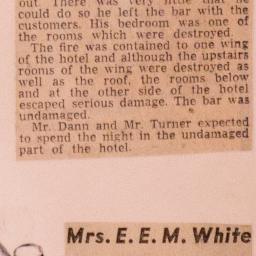 out. There was very little that he
could do so he left the bar with the
customers. His bedroom was one of
the rooms which were destroyed.
The fire was contained to one wing
of the hotel and although the upstairs
rooms of the wing were destroyed as
well as the roof, the rooms below
and at the other side of the hotel
escaped serious damage. The bar was
undamaged.
Mr. Dann and Mr. Turner expected
to spend the night in the undamaged
part of the hotel.
Mrs. E. E. M. White